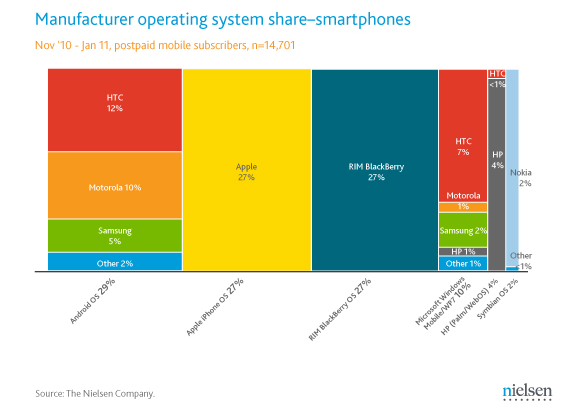 Manufacturer operating system share–smartphones
Nov '10 - Jan 11, postpaid mobile subscribers, n=14,701
HTC
12%
Motorola 10%
Samsung
5%
Other 2%
Apple
27%
RIM BlackBerry
27%
HTC
7%
Motorola
1%
Samsung 2%
HP 1%
Other 1%
HTC
<1%
HP
4%
Nokia
2%
Other
<1%
Android OS 29%
Apple iPhone OS 27%
RIM BlackBerry OS 27%
Microsoft Windows
Mobile/WP7 10%
HP (Palm/WebOS) 4%
Symbian OS 2%
Source: The Nielsen Company.
nielsen